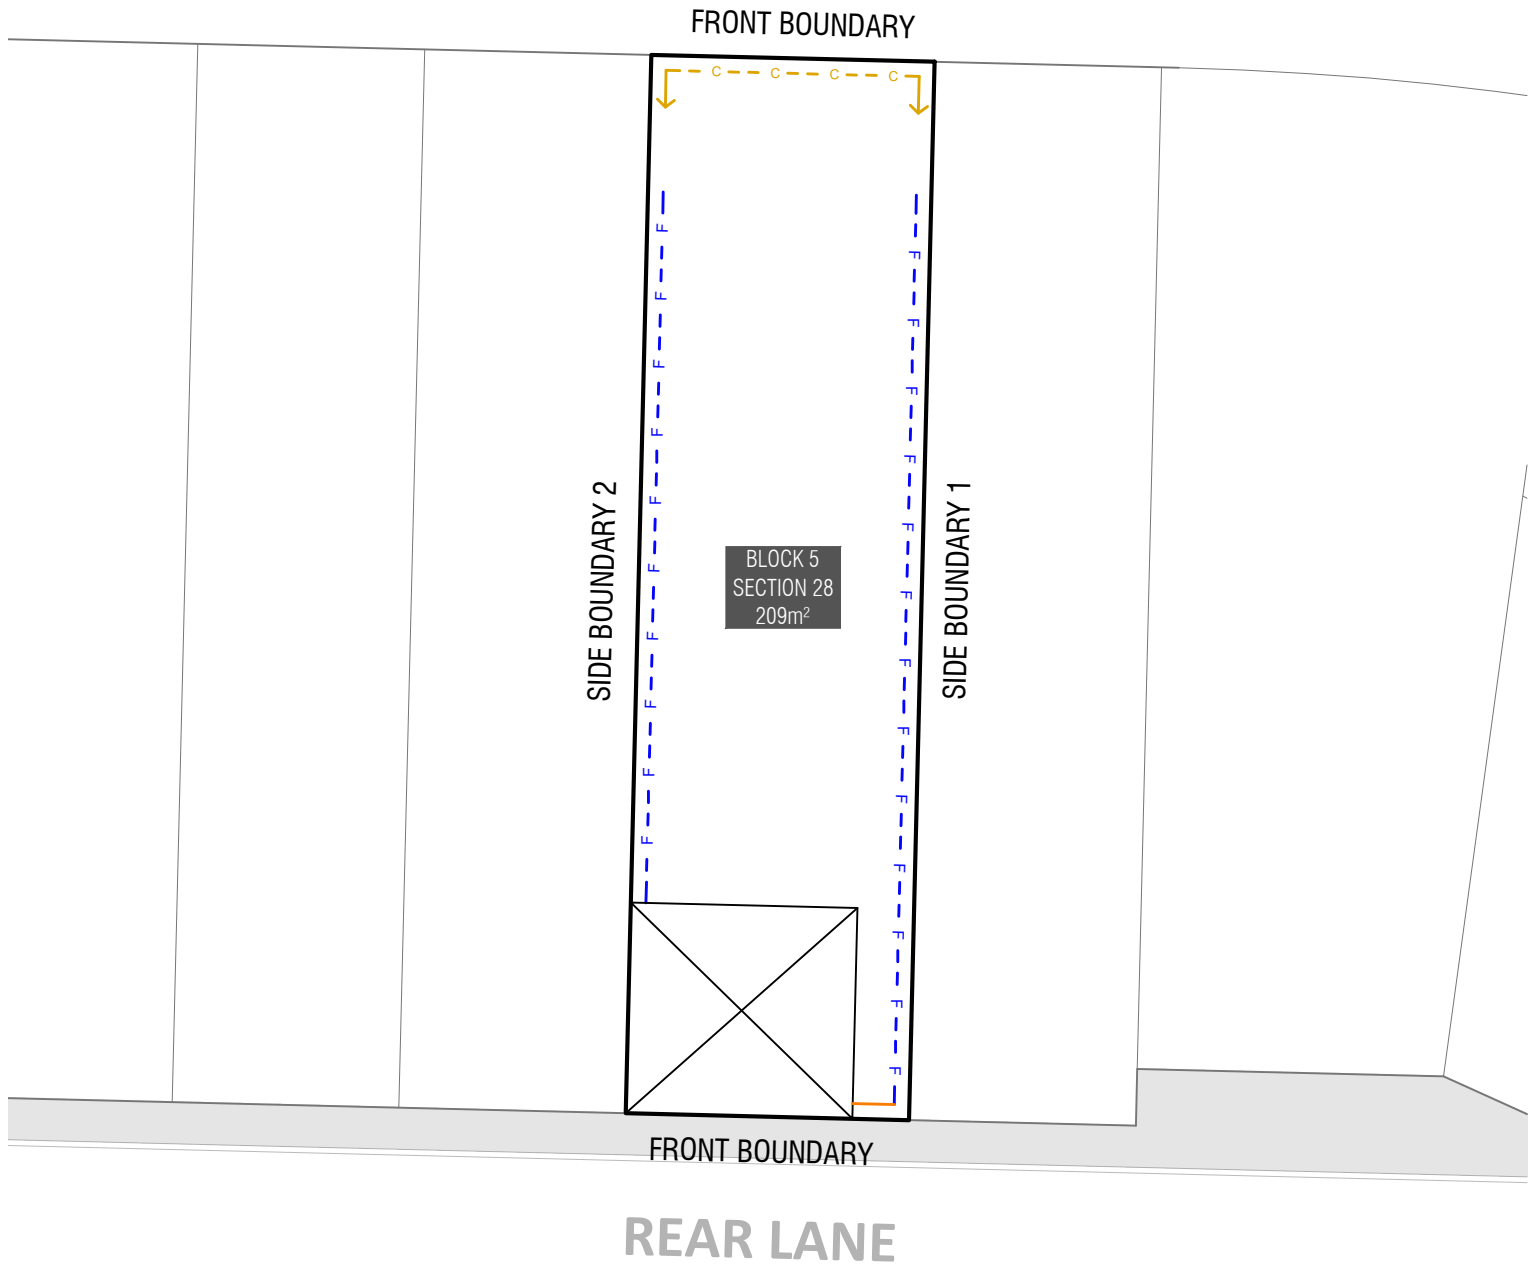 FRONT BOUNDARY
C C C C
F F F F F F F F F F
F F F F F F F F F F F F F
SIDE BOUNDARY 2
BLOCK 5
SECTION 28
209m²
SIDE BOUNDARY 1
FRONT BOUNDARY
REAR LANE